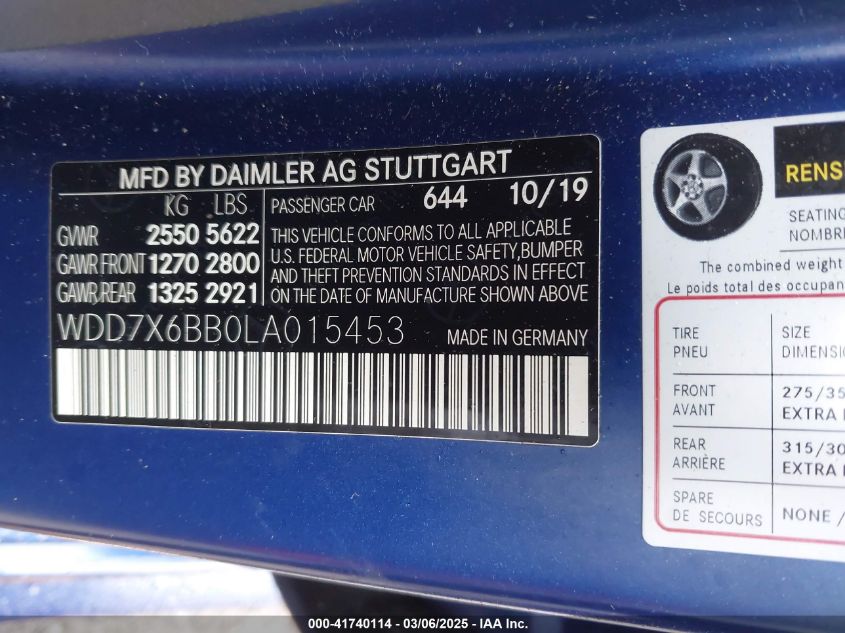 MFD BY DAIMLER AG STUTTGART
KG LBS
PASSENGER CAR 644 10/19
GVWR 2550 5622
GAWR FRONT 1270 2800
GAWR,REAR 1325 2921
THIS VEHICLE CONFORMS TO ALL APPLICABLE
U.S. FEDERAL MOTOR VEHICLE SAFETY,BUMPER
AND THEFT PREVENTION STANDARDS IN EFFECT
ON THE DATE OF MANUFACTURE SHOWN ABOVE
WDD7X6BB0LA015453 MADE IN GERMANY
RENS
SEATING
NOMBRE
The combined weight
Le poids total des occupan
TIRE SIZE
PNEU DIMENSION
FRONT 275/35
AVANT EXTRA
REAR 315/30
ARRIÈRE EXTRA
SPARE
DE SECOURS NONE /
000-41740114 - 03/06/2025 - IAA Inc.